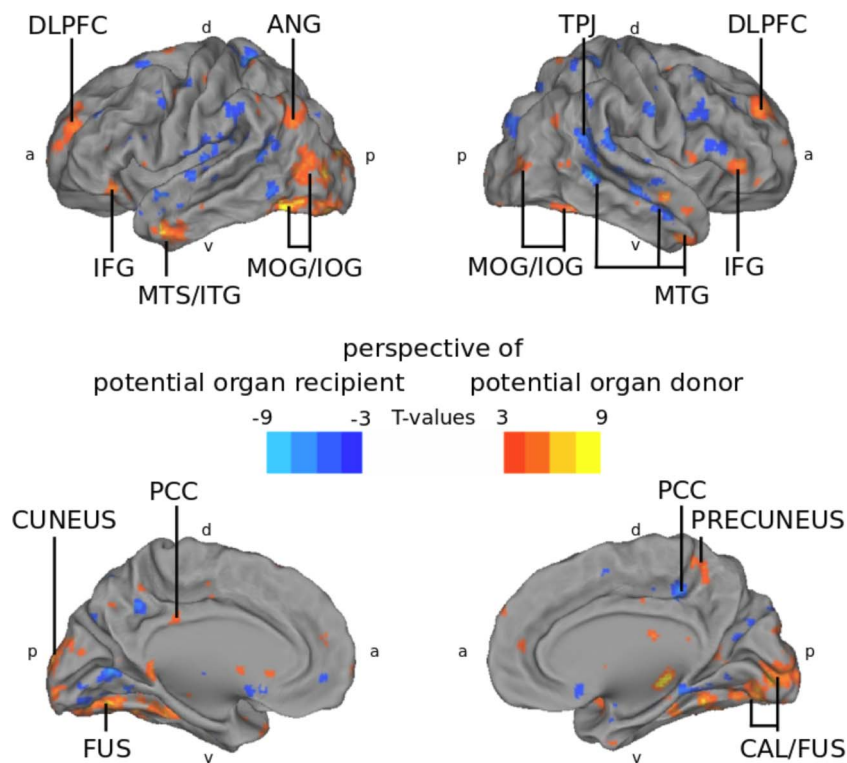 DLPFC d ANG TPJ d DLPFC
a p p a
IFG v MOG/IOG MOG/IOG v IFG
MTS/ITG MTG
perspective of
potential organ recipient potential organ donor
-9 -3 T-values 3 9
PCC PCC
CUNEUS d d PRECUNEUS
p a a p
FUS v v CAL/FUS